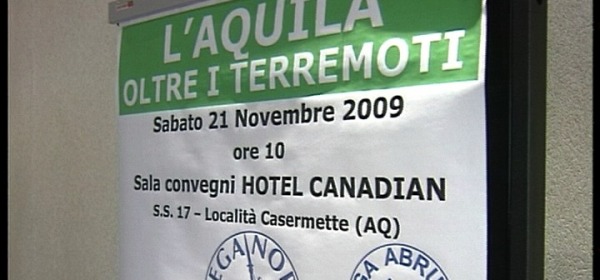 L'AQUILA
OLTRE I TERREMOTI
Sabato 21 Novembre 2009
ore 10
Sala convegni HOTEL CANADIAN
S.S. 17 – Località Casermette (AQ)